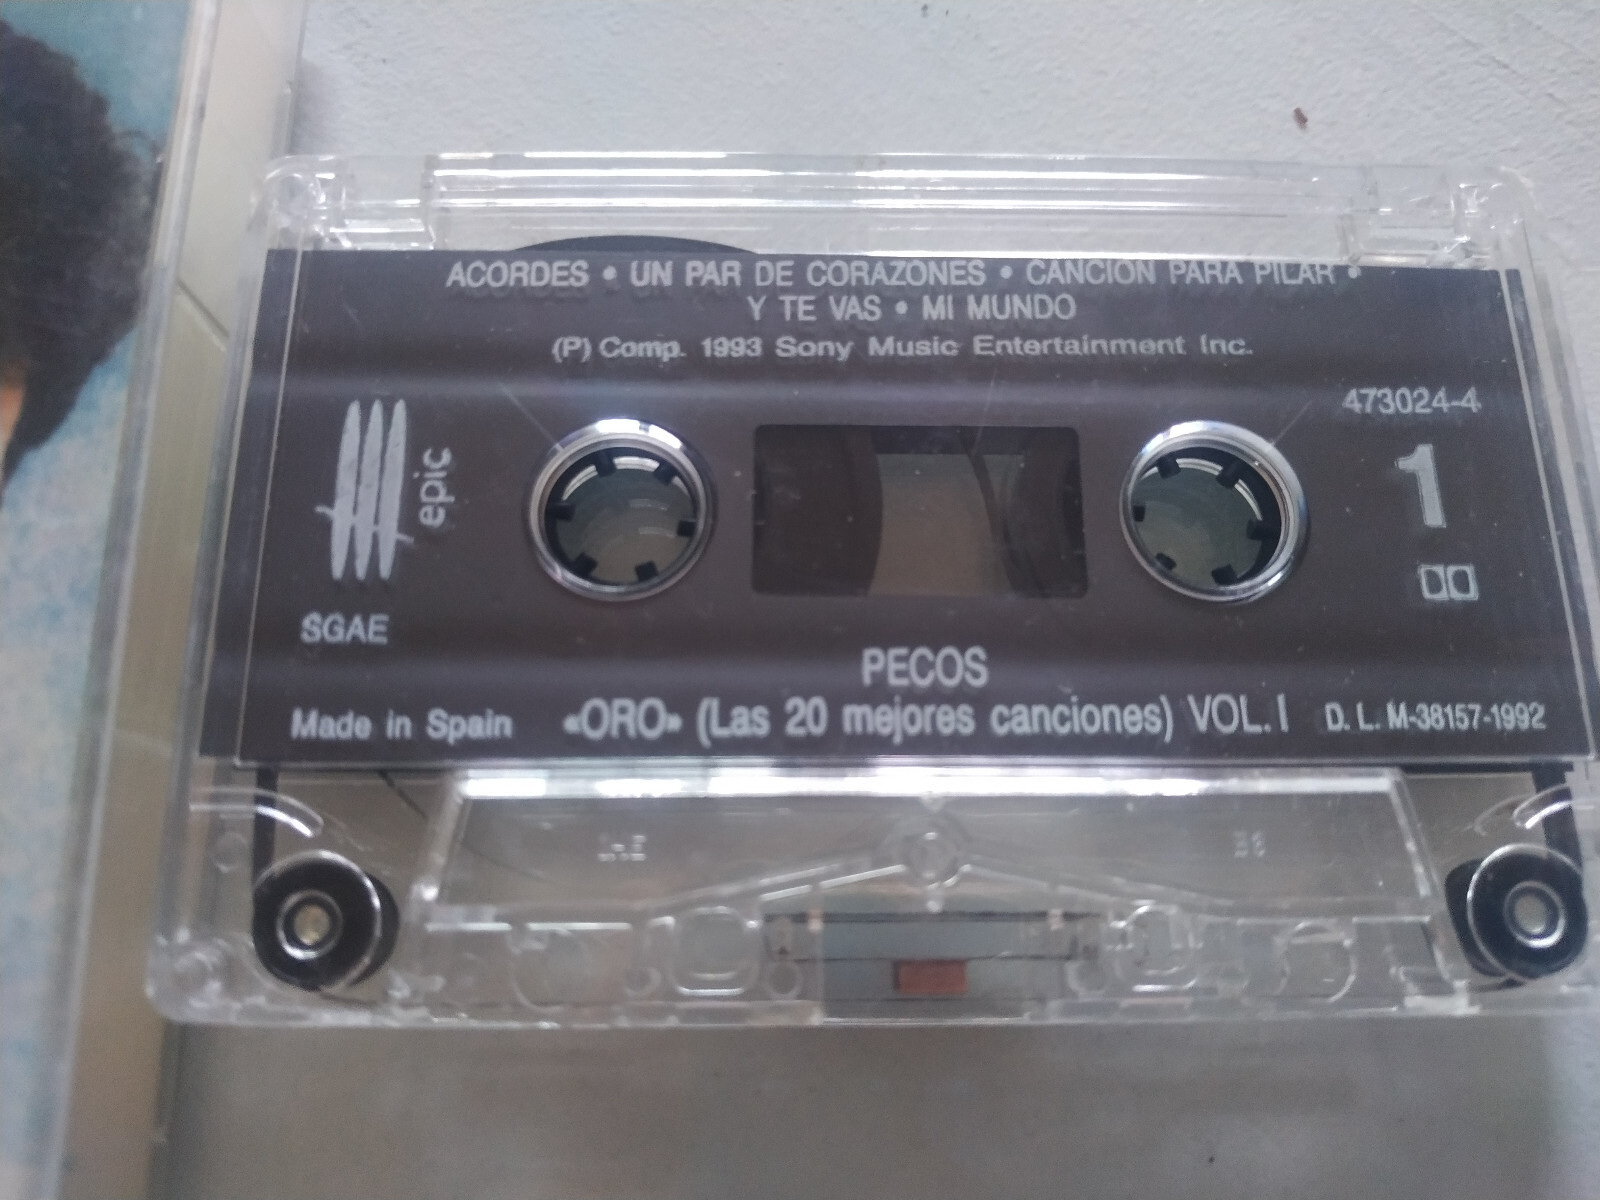 ACORDES • UN PAR DE CORAZONES • CANCION PARA PILAR •
Y TE VAS • MI MUNDO
(P) Comp. 1993 Sony Music Entertainment Inc.
473024-4
epic
1
SGAE
PECOS
Made in Spain «ORO» (Las 20 mejores canciones) VOL. I D. L. M-38157-1992